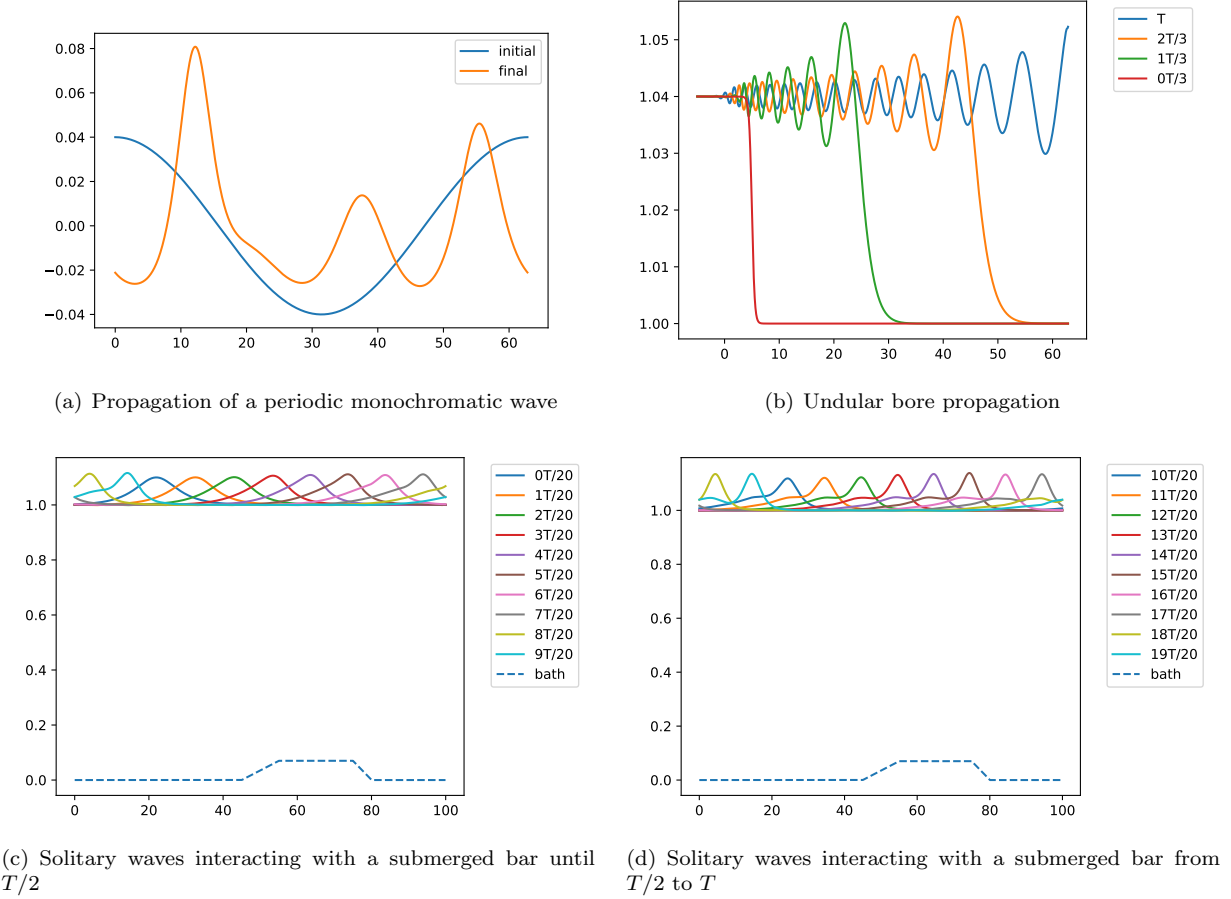 0.08
0.06
0.04
0.02
0.00
−0.02
−0.04
0
10
20
30
40
50
60
initial
final
(a) Propagation of a periodic monochromatic wave
1.05
1.04
1.03
1.02
1.01
1.00
0
10
20
30
40
50
60
T
2T/3
1T/3
0T/3
(b) Undular bore propagation
1.0
0.8
0.6
0.4
0.2
0.0
0
20
40
60
80
100
0T/20
1T/20
2T/20
3T/20
4T/20
5T/20
6T/20
7T/20
8T/20
9T/20
bath
(c) Solitary waves interacting with a submerged bar until
T/2
1.0
0.8
0.6
0.4
0.2
0.0
0
20
40
60
80
100
10T/20
11T/20
12T/20
13T/20
14T/20
15T/20
16T/20
17T/20
18T/20
19T/20
bath
(d) Solitary waves interacting with a submerged bar from
T/2 to T